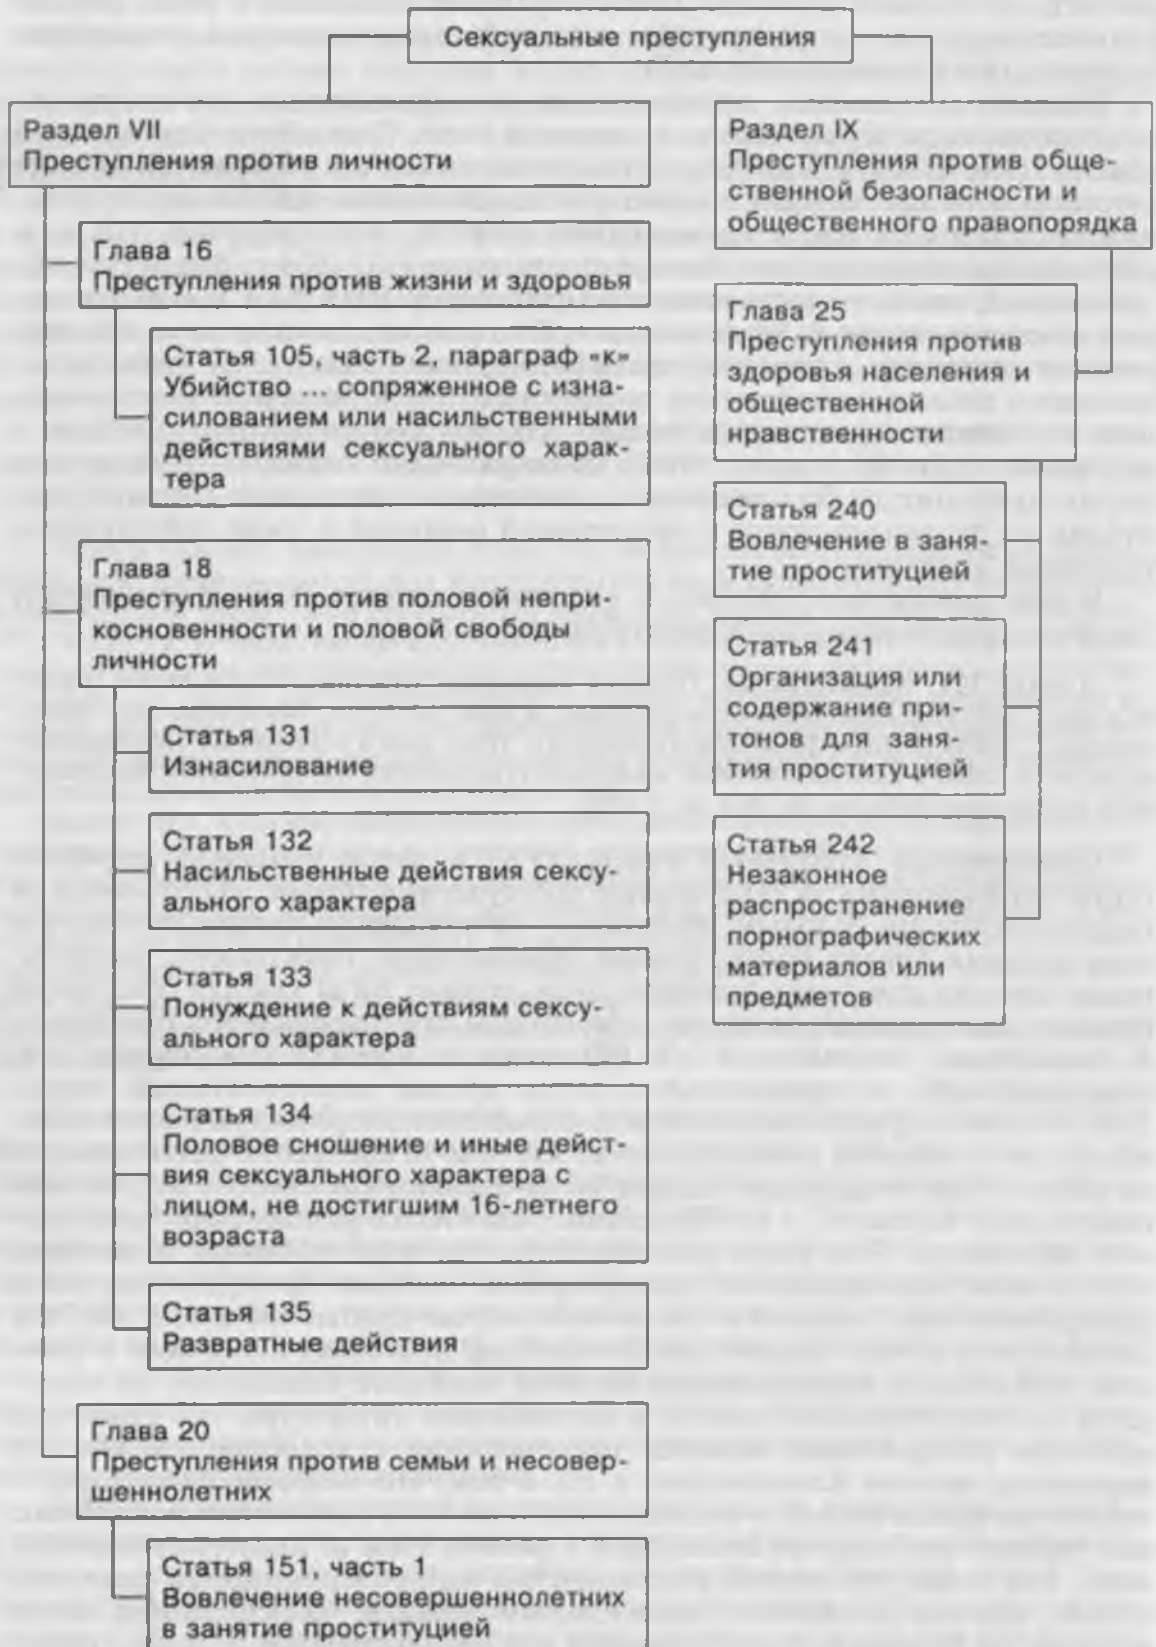 Сексуальные преступления
Раздел VII
Преступления против личности
Глава 16
Преступления против жизни и здоровья
Статья 105, часть 2, параграф «к»
Убийство ... сопряженное с изна-
силованием или насильственными
действиями сексуального харак-
тера
Глава 18
Преступления против половой непри-
косновенности и половой свободы
личности
Статья 131
Изнасилование
Статья 132
Насильственные действия сексу-
ального характера
Статья 133
Понуждение к действиям сексу-
ального характера
Статья 134
Половое сношение и иные дейст-
вия сексуального характера с
лицом, не достигшим 16-летнего
возраста
Статья 135
Развратные действия
Глава 20
Преступления против семьи и несовер-
шеннолетних
Статья 151, часть 1
Вовлечение несовершеннолетних
в занятие проституцией
Раздел IX
Преступления против обще-
ственной безопасности и
общественного правопорядка
Глава 25
Преступления против
здоровья населения и
общественной
нравственности
Статья 240
Вовлечение в заня-
тие проституцией
Статья 241
Организация или
содержание при-
тонов для заня-
тия проституцией
Статья 242
Незаконное
распространение
порнографических
материалов или
предметов